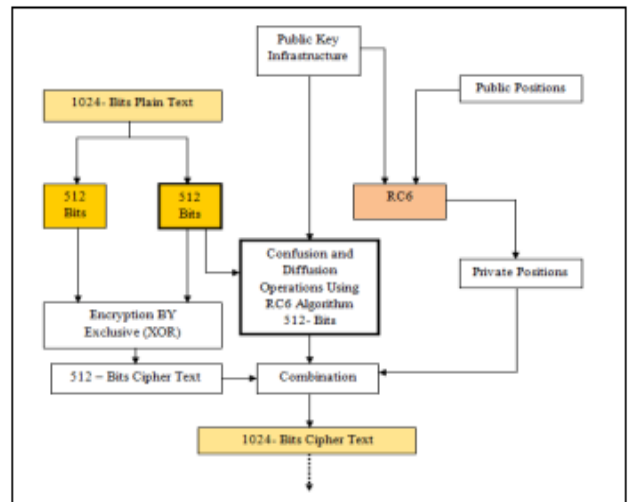 Public Key
Infrastructure
Public Positions
1024- Bits Plain Text
512
Bits
512
Bits
RC6
Confusion and
Diffusion
Operations Using
RC6 Algorithm
512- Bits
Private Positions
Encryption BY
Exclusive (XOR)
512 – Bits Cipher Text
Combination
1024- Bits Cipher Text